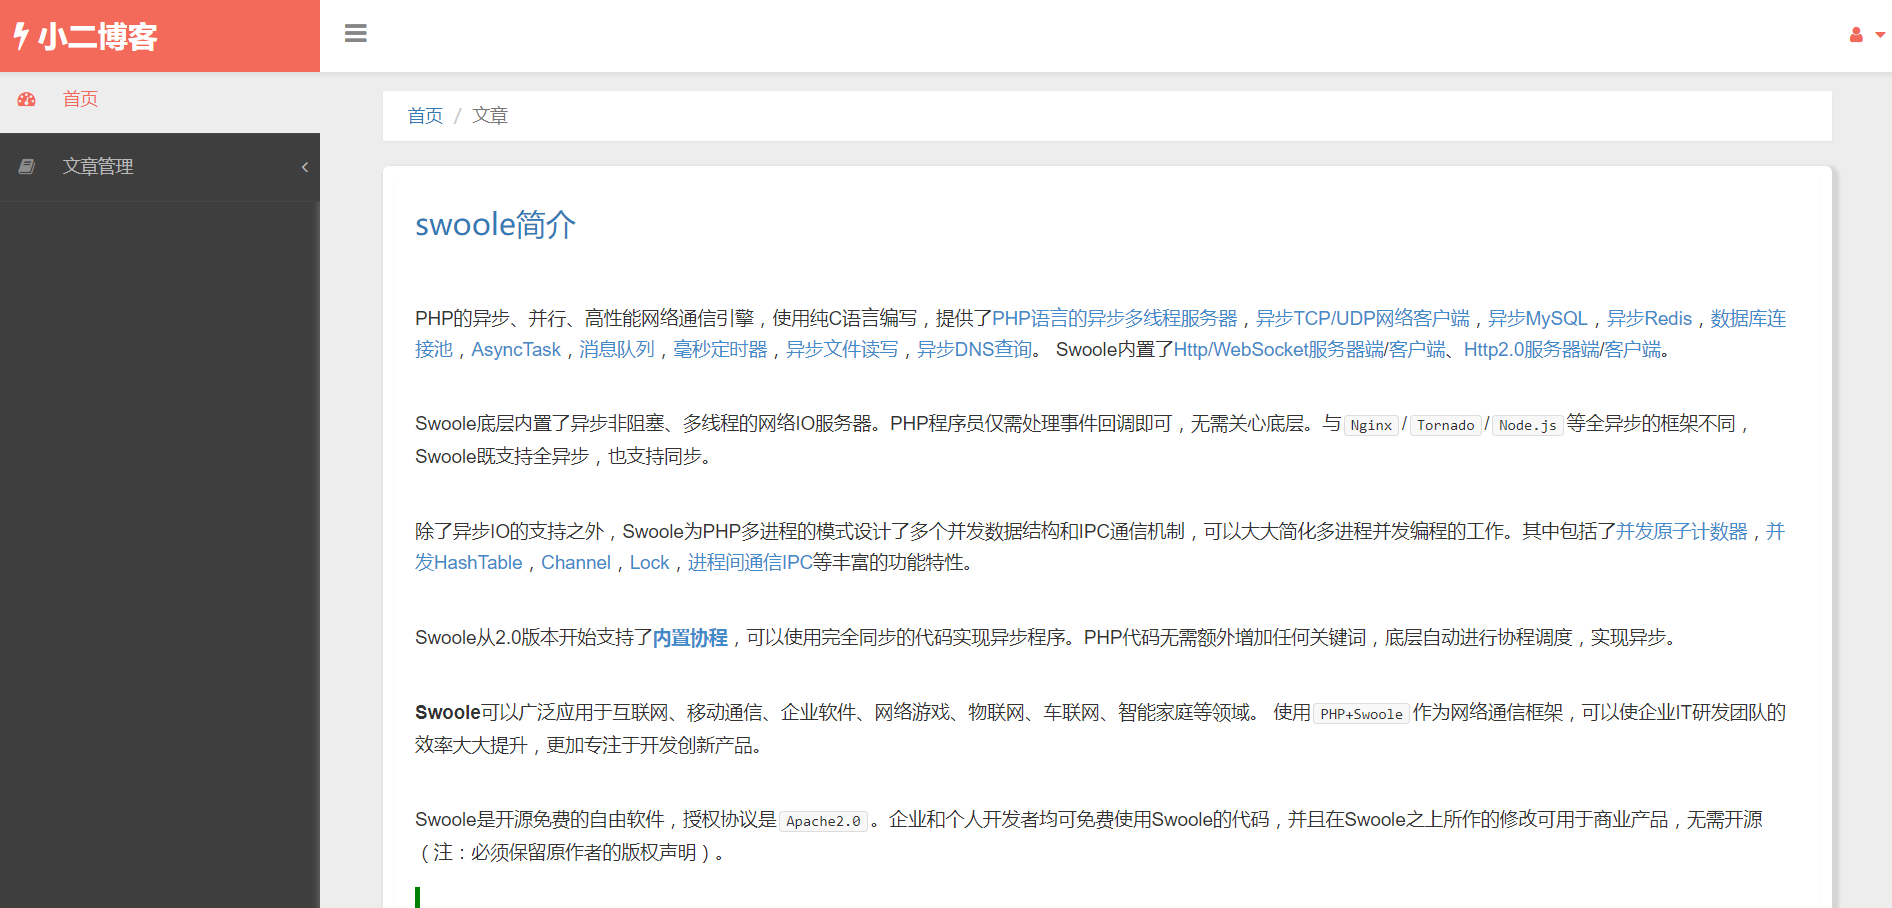 小二博客
首页
文章管理
首页 / 文章
swoole简介
PHP的异步、并行、高性能网络通信引擎，使用纯C语言编写，提供了PHP语言的异步多线程服务器，异步TCP/UDP网络客户端，异步MySQL，异步Redis，数据库连
接池，AsyncTask，消息队列，毫秒定时器，异步文件读写，异步DNS查询。 Swoole内置了Http/WebSocket服务器端/客户端、Http2.0服务器端/客户端。
Swoole底层内置了异步非阻塞、多线程的网络IO服务器。PHP程序员仅需处理事件回调即可，无需关心底层。与 Nginx / Tornado / Node.js 等全异步的框架不同，
Swoole既支持全异步，也支持同步。
除了异步IO的支持之外，Swoole为PHP多进程的模式设计了多个并发数据结构和IPC通信机制，可以大大简化多进程并发编程的工作。其中包括了并发原子计数器，并
发HashTable，Channel，Lock，进程间通信IPC等丰富的功能特性。
Swoole从2.0版本开始支持了内置协程，可以使用完全同步的代码实现异步程序。PHP代码无需额外增加任何关键词，底层自动进行协程调度，实现异步。
Swoole可以广泛应用于互联网、移动通信、企业软件、网络游戏、物联网、车联网、智能家庭等领域。 使用 PHP+Swoole 作为网络通信框架，可以使企业IT研发团队的
效率大大提升，更加专注于开发创新产品。
Swoole是开源免费的自由软件，授权协议是 Apache2.0 。企业和个人开发者均可免费使用Swoole的代码，并且在Swoole之上所作的修改可用于商业产品，无需开源
（注：必须保留原作者的版权声明）。